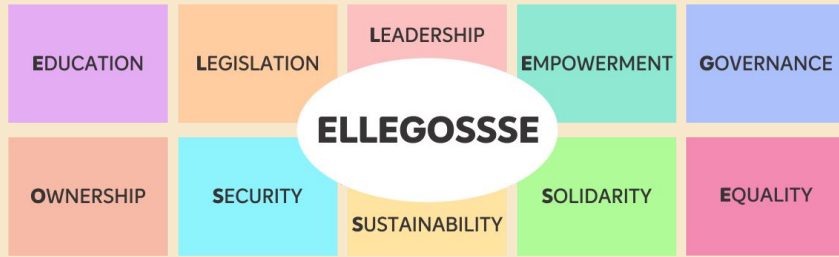 EDUCATION
LEGISLATION
LEADERSHIP
EMPOWERMENT
GOVERNANCE
ELLEGOSSSE
OWNERSHIP
SECURITY
SUSTAINABILITY
SOLIDARITY
EQUALITY